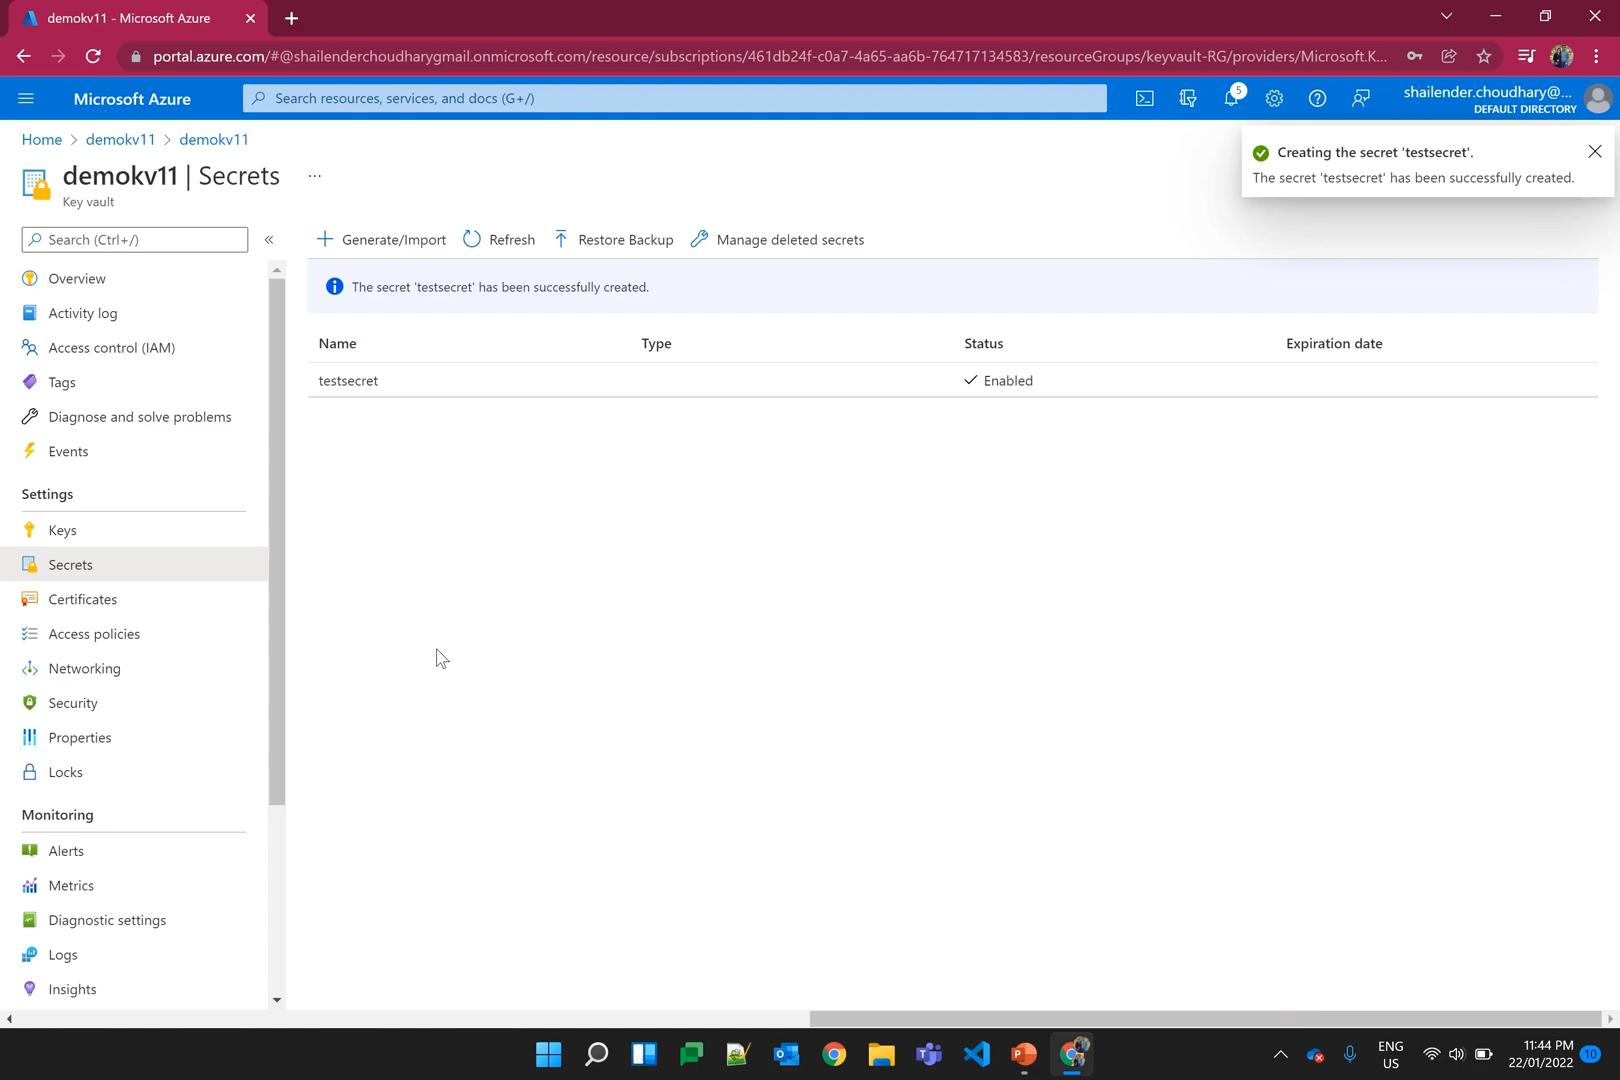 demokv11 - Microsoft Azure
portal.azure.com/#@shailenderchoudharygmail.onmicrosoft.com/resource/subscriptions/461db24f-c0a7-4a65-aa6b-764717134583/resourceGroups/keyvault-RG/providers/Microsoft.K...
Microsoft Azure
Search resources, services, and docs (G+/)
5
shailender.choudhary@...
DEFAULT DIRECTORY
Home > demokv11 > demokv11
demokv11 | Secrets
...
Key vault
Creating the secret 'testsecret'.
The secret 'testsecret' has been successfully created.
Search (Ctrl+/)
«
Generate/Import
Refresh
Restore Backup
Manage deleted secrets
The secret 'testsecret' has been successfully created.
Name Type Status Expiration date
testsecret Enabled
Overview
Activity log
Access control (IAM)
Tags
Diagnose and solve problems
Events
Settings
Keys
Secrets
Certificates
Access policies
Networking
Security
Properties
Locks
Monitoring
Alerts
Metrics
Diagnostic settings
Logs
Insights
ENG
US
11:44 PM
22/01/2022
10